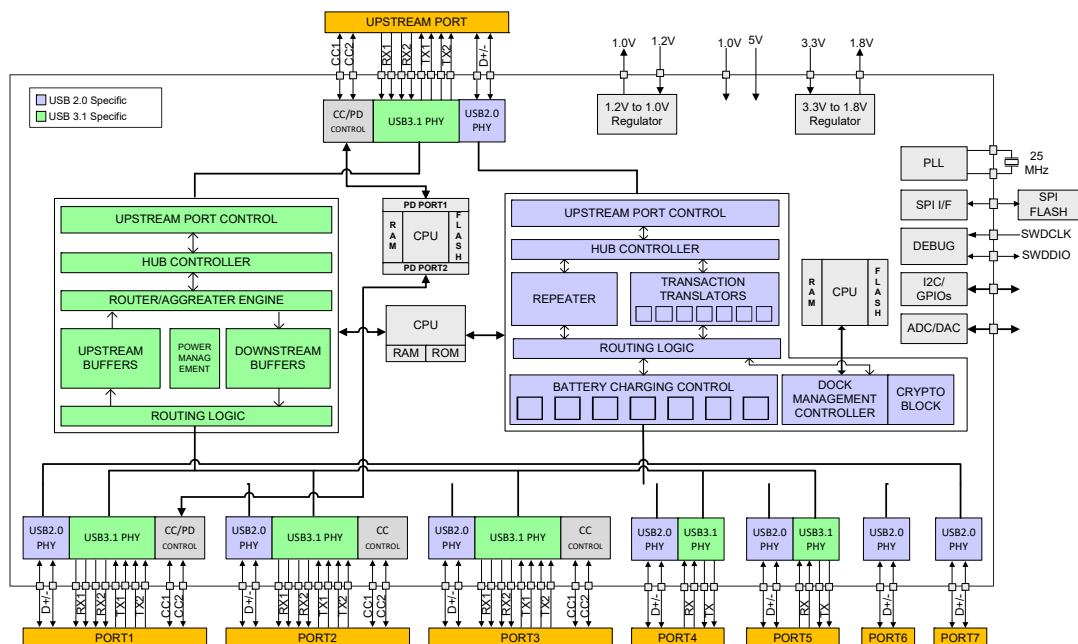 UPSTREAM PORT
CC1
CC2
RX1
RX2
TX1
TX2
D+/-
1.0V
1.2V
1.0V
5V
3.3V
1.8V
USB 2.0 Specific
USB 3.1 Specific
CC/PD
CONTROL
USB3.1 PHY
USB2.0
PHY
1.2V to 1.0V
Regulator
3.3V to 1.8V
Regulator
PLL
25
MHz
SPI I/F
SPI
FLASH
DEBUG
SWDCLK
SWDDIO
I2C/
GPIOs
ADC/DAC
UPSTREAM PORT CONTROL
HUB CONTROLLER
ROUTER/AGGREATER ENGINE
UPSTREAM
BUFFERS
POWER
MANAG
EMENT
DOWNSTREAM
BUFFERS
ROUTING LOGIC
PD PORT1
RAM
CPU
FLASH
PD PORT2
CPU
RAM
ROM
UPSTREAM PORT CONTROL
HUB CONTROLLER
REPEATER
TRANSACTION
TRANSLATORS
ROUTING LOGIC
BATTERY CHARGING CONTROL
RAM
CPU
FLASH
DOCK
MANAGEMENT
CONTROLLER
CRYPTO
BLOCK
USB2.0
PHY
USB3.1 PHY
CC/PD
CONTROL
USB2.0
PHY
USB3.1 PHY
CC
CONTROL
USB2.0
PHY
USB3.1 PHY
CC
CONTROL
USB2.0
PHY
USB3.1
PHY
USB2.0
PHY
USB3.1
PHY
USB2.0
PHY
USB2.0
PHY
D+/-
RX1
RX2
TX1
TX2
CC1
CC2
D+/-
RX1
RX2
TX1
TX2
CC1
CC2
D+/-
RX1
RX2
TX1
TX2
CC1
CC2
D+/-
RX
TX
D+/-
RX
TX
D+/-
D+/-
PORT1
PORT2
PORT3
PORT4
PORT5
PORT6
PORT7